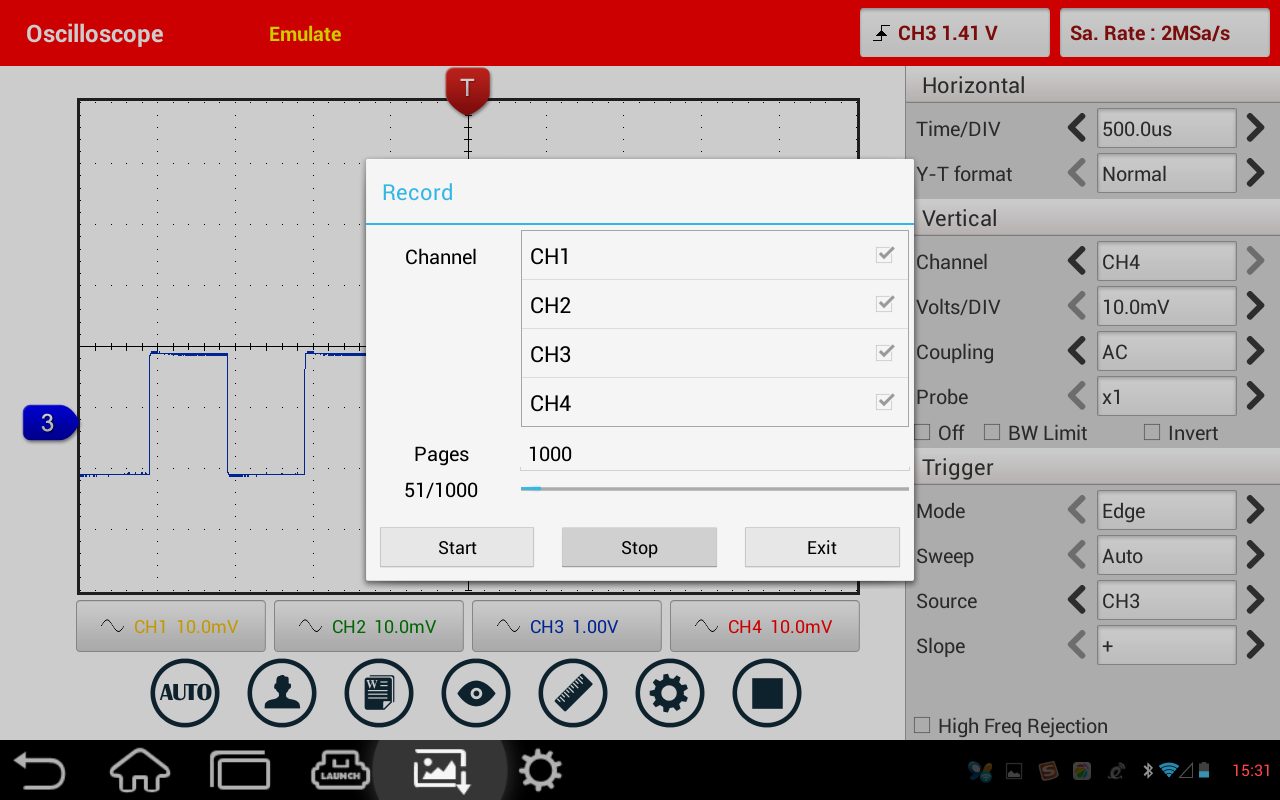 Oscilloscope Emulate CH3 1.41 V Sa. Rate : 2MSa/s
T
3
Record
Channel
CH1
CH2
CH3
CH4
Pages 1000
51/1000
Start Stop Exit
Horizontal
Time/DIV 500.0us
Y-T format Normal
Vertical
Channel CH4
Volts/DIV 10.0mV
Coupling AC
Probe x1
Off BW Limit Invert
Trigger
Mode Edge
Sweep Auto
Source CH3
Slope +
High Freq Rejection
CH1 10.0mV CH2 10.0mV CH3 1.00V CH4 10.0mV
AUTO W
LAUNCH
15:31